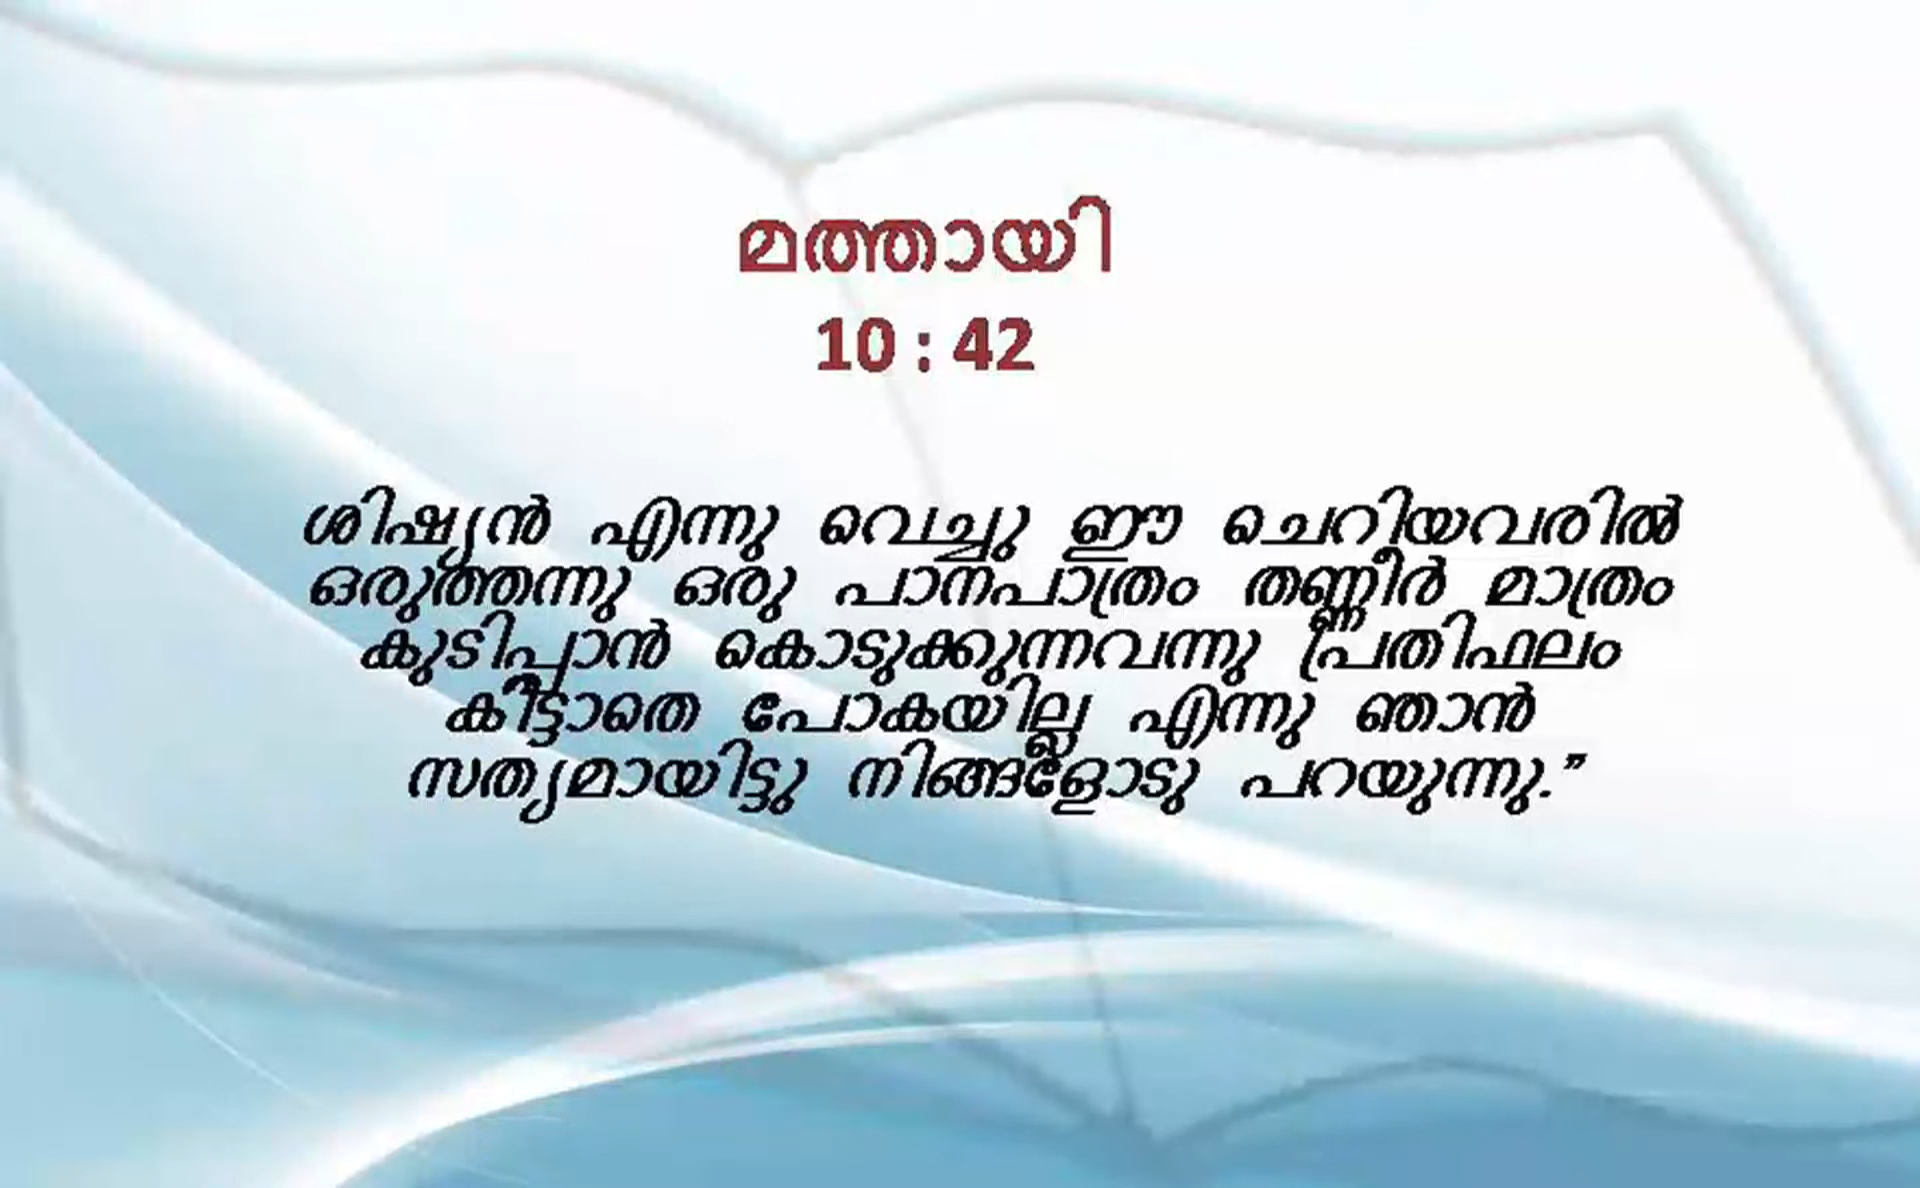 മത്തായി
10 : 42
ശിഷ്യൻ എന്നു വെച്ചു ഈ ചെറിയവരിൽ
ഒരുത്തന്നു ഒരു പാനപാത്രം തണ്ണീർ മാത്രം
കുടിപ്പാൻ കൊടുക്കുന്നവന്നു പ്രതിഫലം
കിട്ടാതെ പോകയില്ല എന്നു ഞാൻ
സത്യമായിട്ടു നിങ്ങളോടു പറയുന്നു.”